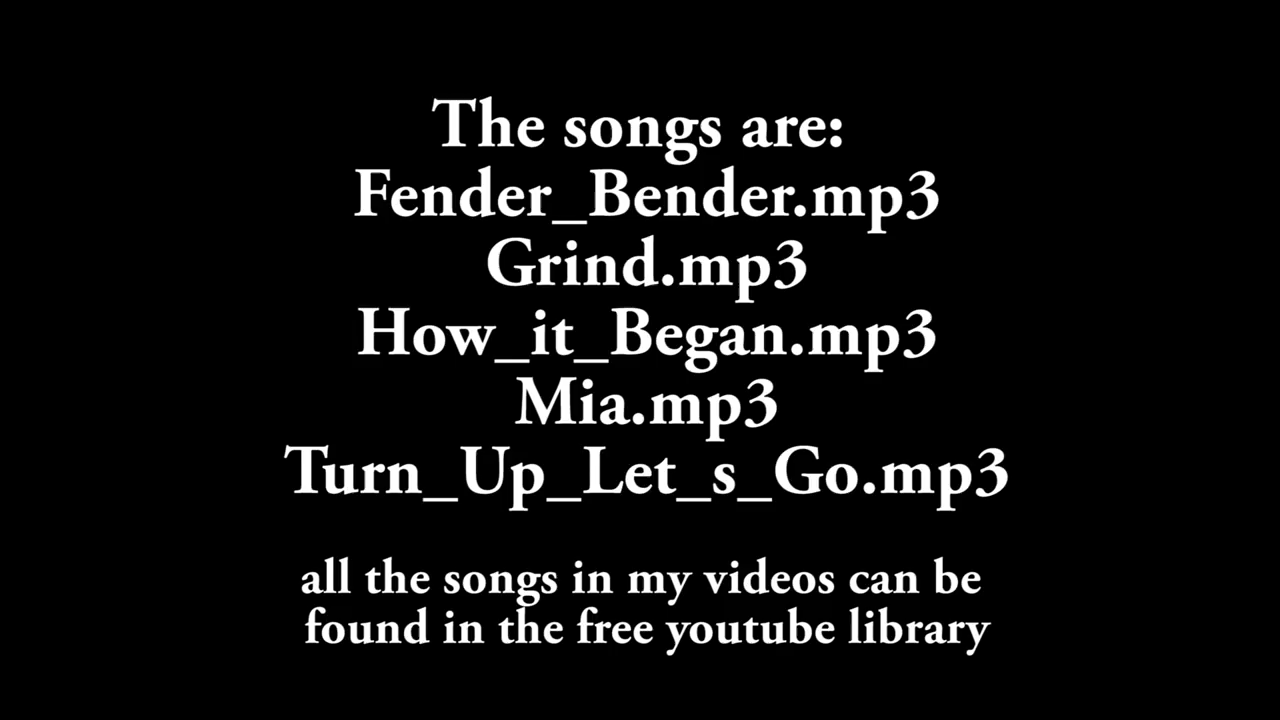 The songs are:
Fender_Bender.mp3
Grind.mp3
How_it_Began.mp3
Mia.mp3
Turn_Up_Let_s_Go.mp3
all the songs in my videos can be
found in the free youtube library